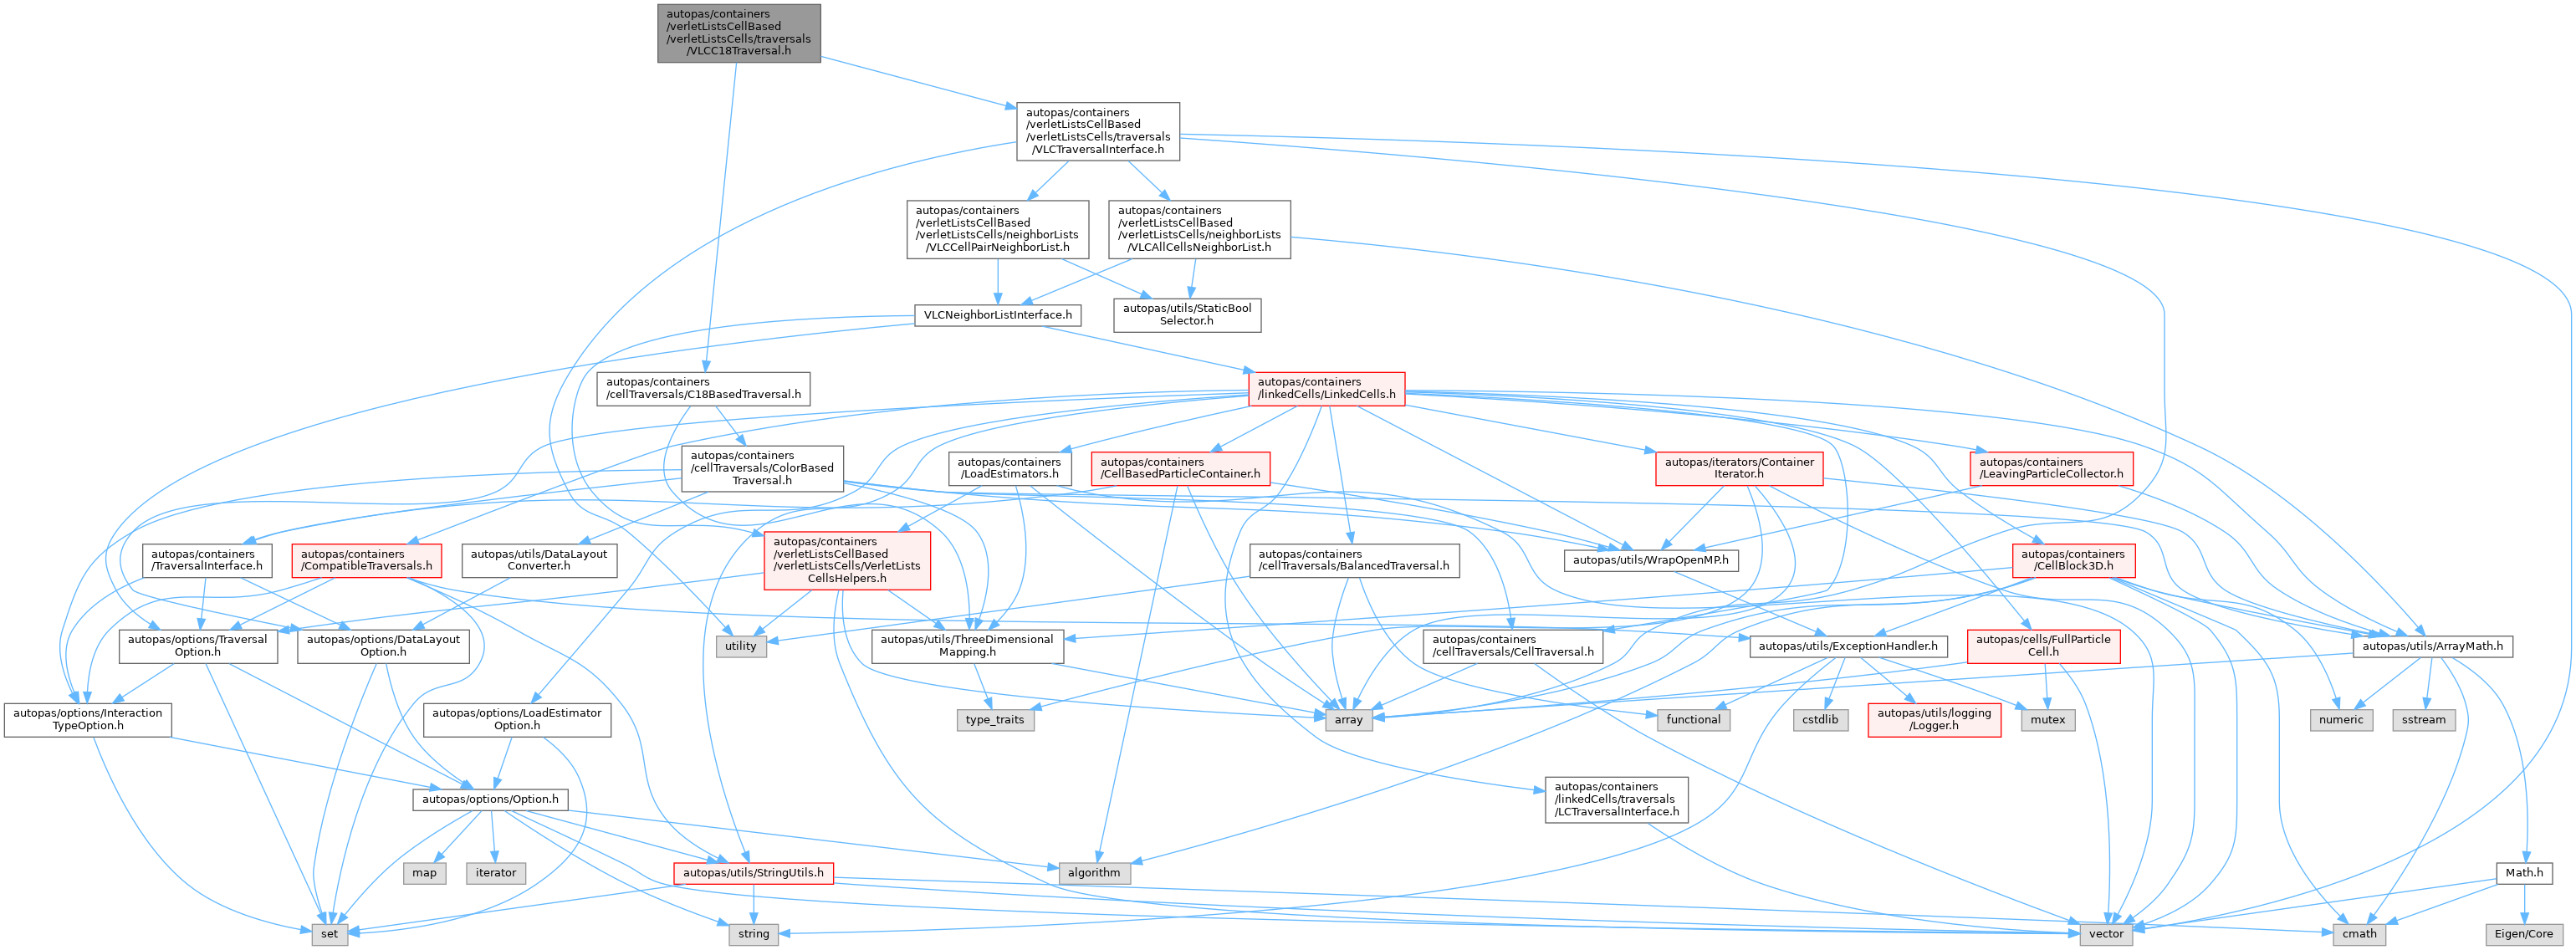 autopas/containers
/verletListsCellBased
/verletListsCells/traversals
/VLCC18Traversal.h
autopas/containers
/verletListsCellBased
/verletListsCells/traversals
/VLCTraversalInterface.h
autopas/containers
/verletListsCellBased
/verletListsCells/neighborLists
/VLCCellPairNeighborList.h
autopas/containers
/verletListsCellBased
/verletListsCells/neighborLists
/VLCAllCellsNeighborList.h
VLCNeighborListInterface.h
autopas/utils/StaticBool
Selector.h
autopas/containers
/cellTraversals/C18BasedTraversal.h
autopas/containers
/linkedCells/LinkedCells.h
autopas/containers
/cellTraversals/ColorBased
Traversal.h
autopas/containers
/LoadEstimators.h
autopas/containers
/CellBasedParticleContainer.h
autopas/iterators/Container
Iterator.h
autopas/containers
/LeavingParticleCollector.h
autopas/containers
/TraversalInterface.h
autopas/containers
/CompatibleTraversals.h
autopas/utils/DataLayout
Converter.h
autopas/containers
/verletListsCellBased
/verletListsCells/VerletLists
CellsHelpers.h
autopas/containers
/cellTraversals/BalancedTraversal.h
autopas/utils/WrapOpenMP.h
autopas/containers
/CellBlock3D.h
autopas/options/Traversal
Option.h
autopas/options/DataLayout
Option.h
utility
autopas/utils/ThreeDimensional
Mapping.h
autopas/containers
/cellTraversals/CellTraversal.h
autopas/utils/ExceptionHandler.h
autopas/cells/FullParticle
Cell.h
autopas/utils/ArrayMath.h
autopas/options/Interaction
TypeOption.h
autopas/options/LoadEstimator
Option.h
type_traits
array
functional
cstdlib
autopas/utils/logging
/Logger.h
mutex
numeric
sstream
autopas/options/Option.h
autopas/containers
/linkedCells/traversals
/LCTraversalInterface.h
map
iterator
autopas/utils/StringUtils.h
algorithm
Math.h
set
string
vector
cmath
Eigen/Core